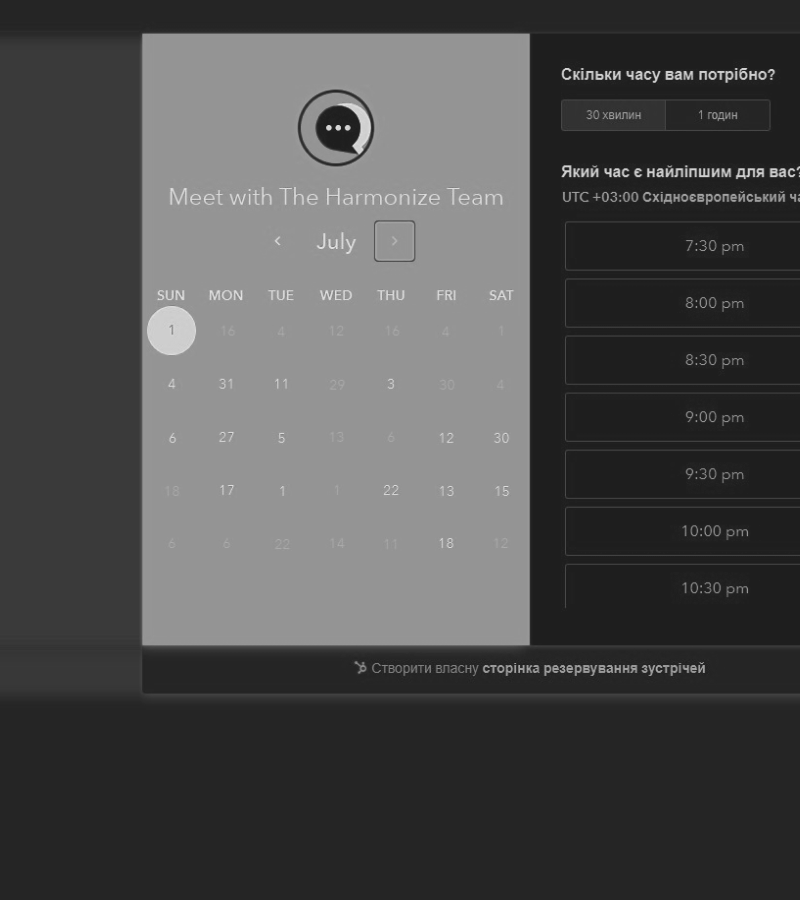 Meet with The Harmonize Team
July
SUN MON TUE WED THU FRI SAT
1 16 4 12 16 4 1
4 31 11 29 3 30 4
6 27 5 13 6 12 30
18 17 1 1 22 13 15
6 6 22 14 11 18 12
Скільки часу вам потрібно?
30 хвилин 1 годин
Який час є найліпшим для вас?
UTC +03:00 Східноєвропейський
7:30 pm
8:00 pm
8:30 pm
9:00 pm
9:30 pm
10:00 pm
10:30 pm
Створити власну сторінка резервування зустрічей